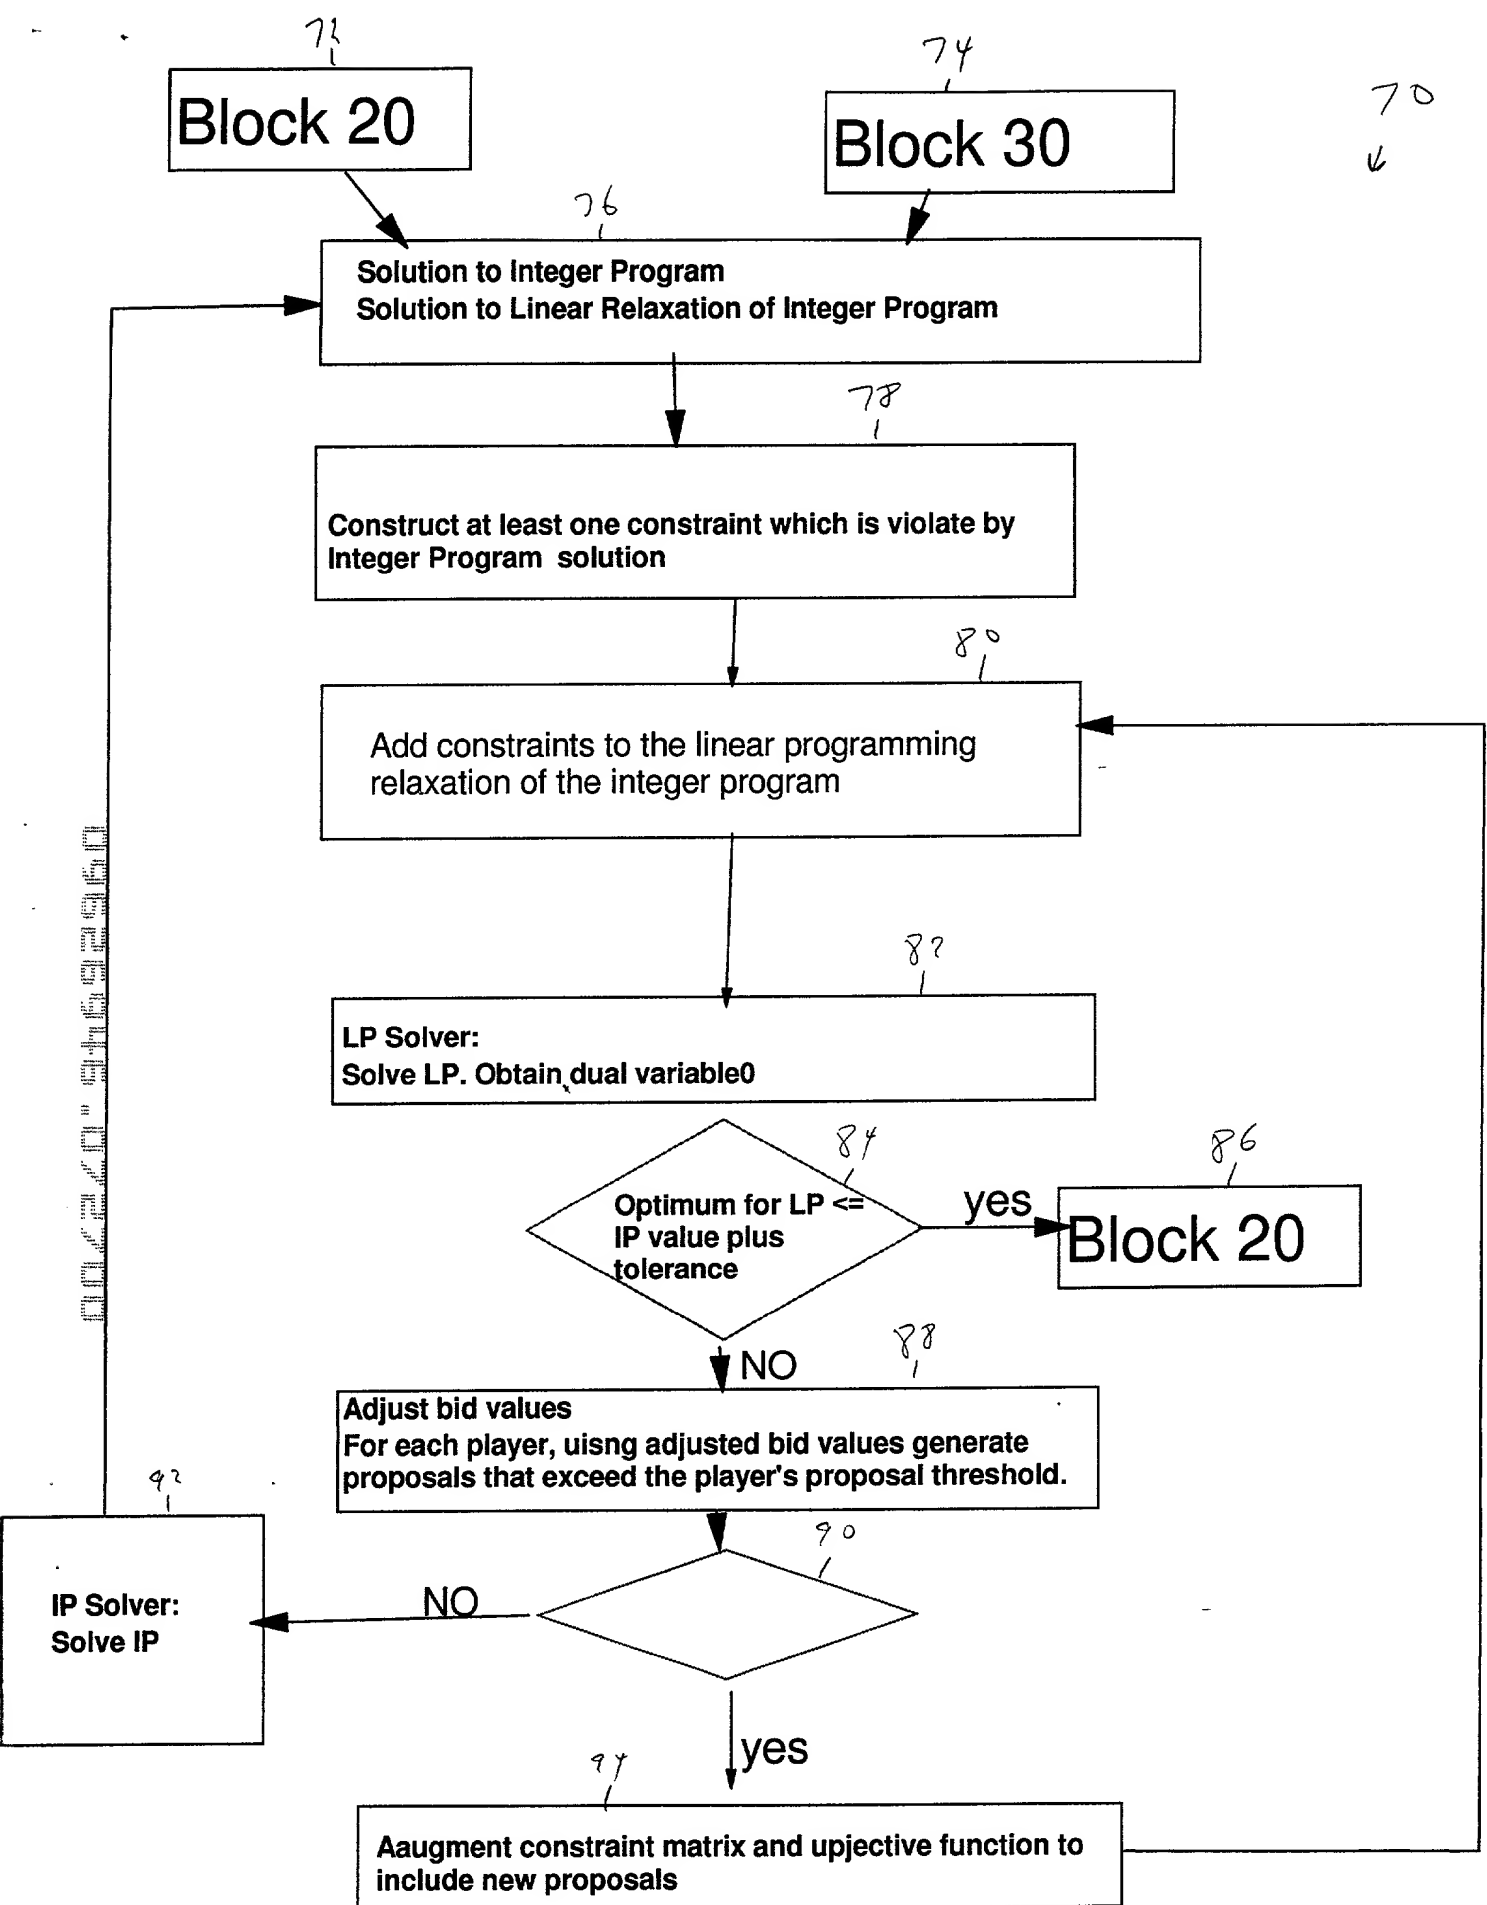 72
74
70
Block 20
Block 30
76
Solution to Integer Program
Solution to Linear Relaxation of Integer Program
78
Construct at least one constraint which is violate by
Integer Program solution
80
Add constraints to the linear programming
relaxation of the integer program
82
LP Solver:
Solve LP. Obtain dual variable0
84
86
Optimum for LP <=
IP value plus
tolerance
yes
Block 20
NO
88
Adjust bid values
For each player, uisng adjusted bid values generate
proposals that exceed the player's proposal threshold.
92
90
IP Solver:
Solve IP
NO
yes
94
Aaugment constraint matrix and upjective function to
include new proposals